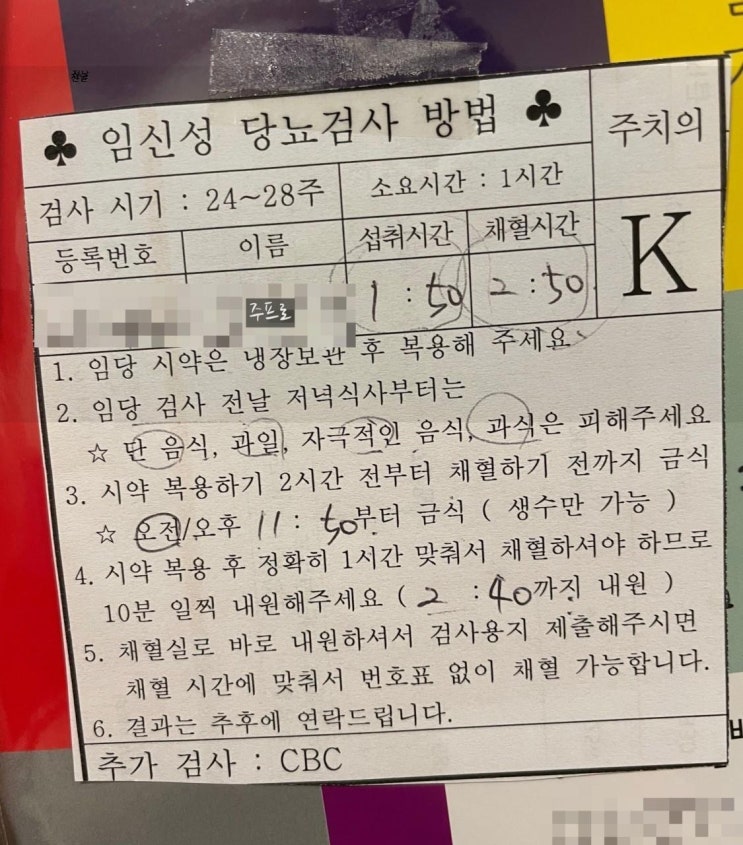 전날
♣ 임신성 당뇨검사 방법 ♣
주치의
검사 시기 : 24~28주
소요시간 : 1시간
등록번호
이름
섭취시간
채혈시간
K
주프로
1 : 50
2 : 50
1. 임당 시약은 냉장보관 후 복용해 주세요.
2. 임당 검사 전날 저녁식사부터는
☆ 단 음식, 과일, 자극적인 음식, 과식은 피해주세요
3. 시약 복용하기 2시간 전부터 채혈하기 전까지 금식
☆ 오전/오후 11 : 50부터 금식 ( 생수만 가능 )
4. 시약 복용 후 정확히 1시간 맞춰서 채혈하셔야 하므로
10분 일찍 내원해주세요 ( 2 : 40까지 내원 )
5. 채혈실로 바로 내원하셔서 검사용지 제출해주시면
채혈 시간에 맞춰서 번호표 없이 채혈 가능합니다.
6. 결과는 추후에 연락드립니다.
추가 검사 : CBC